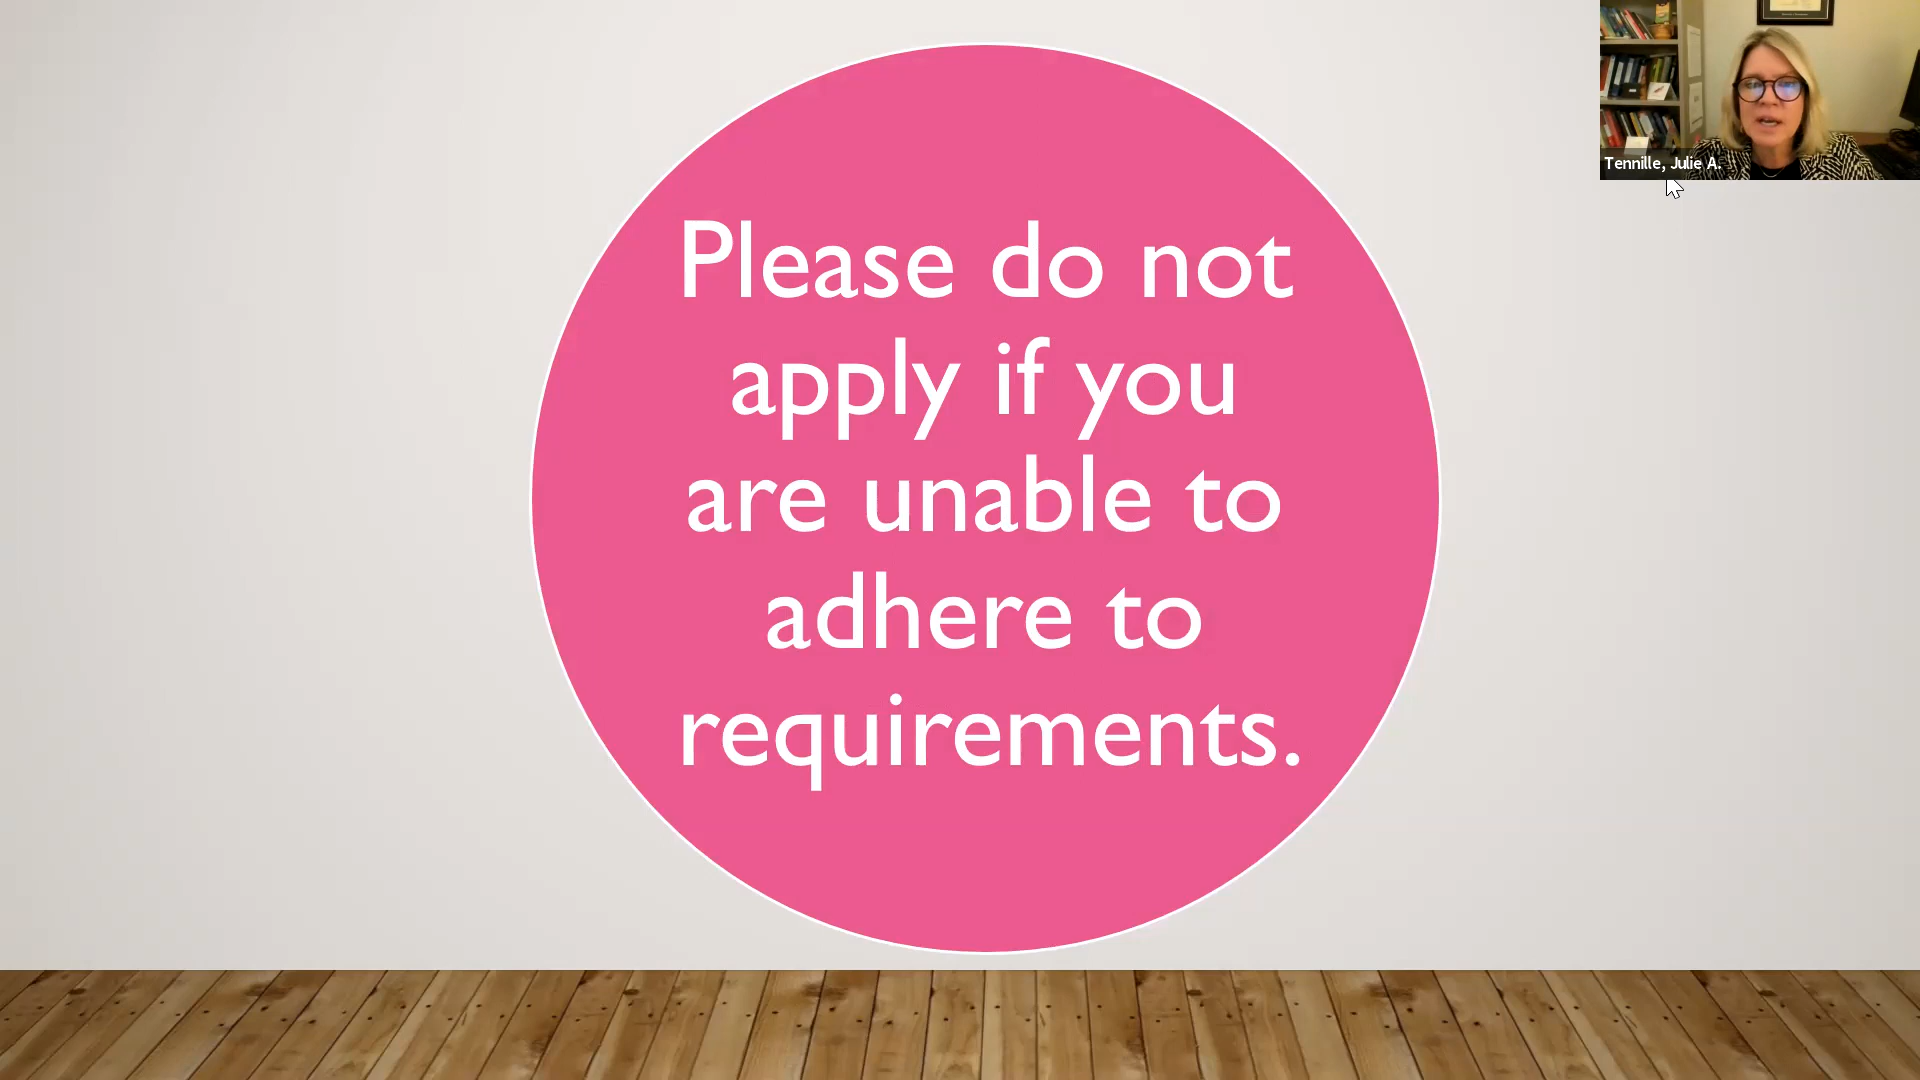 Please do not
apply if you
are unable to
adhere to
requirements.
Tennille, Julie A.